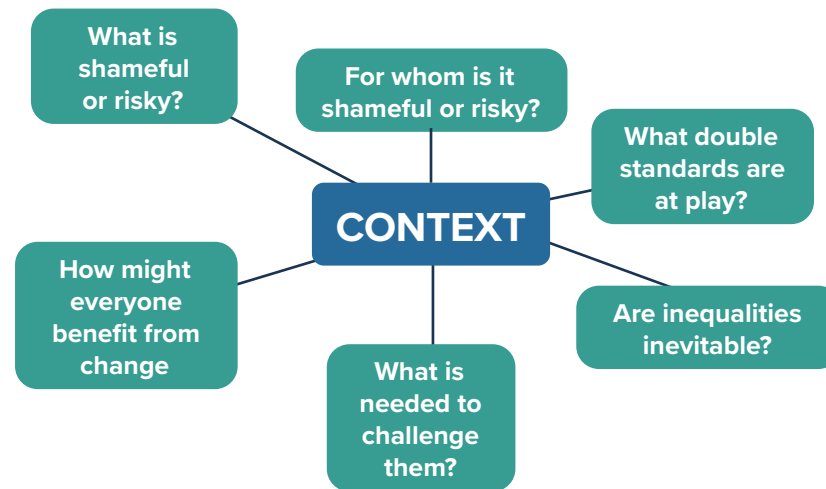 What is
shameful
or risky?
For whom is it
shameful or risky?
What double
standards are
at play?
CONTEXT
How might
everyone
benefit from
change
Are inequalities
inevitable?
What is
needed to
challenge
them?